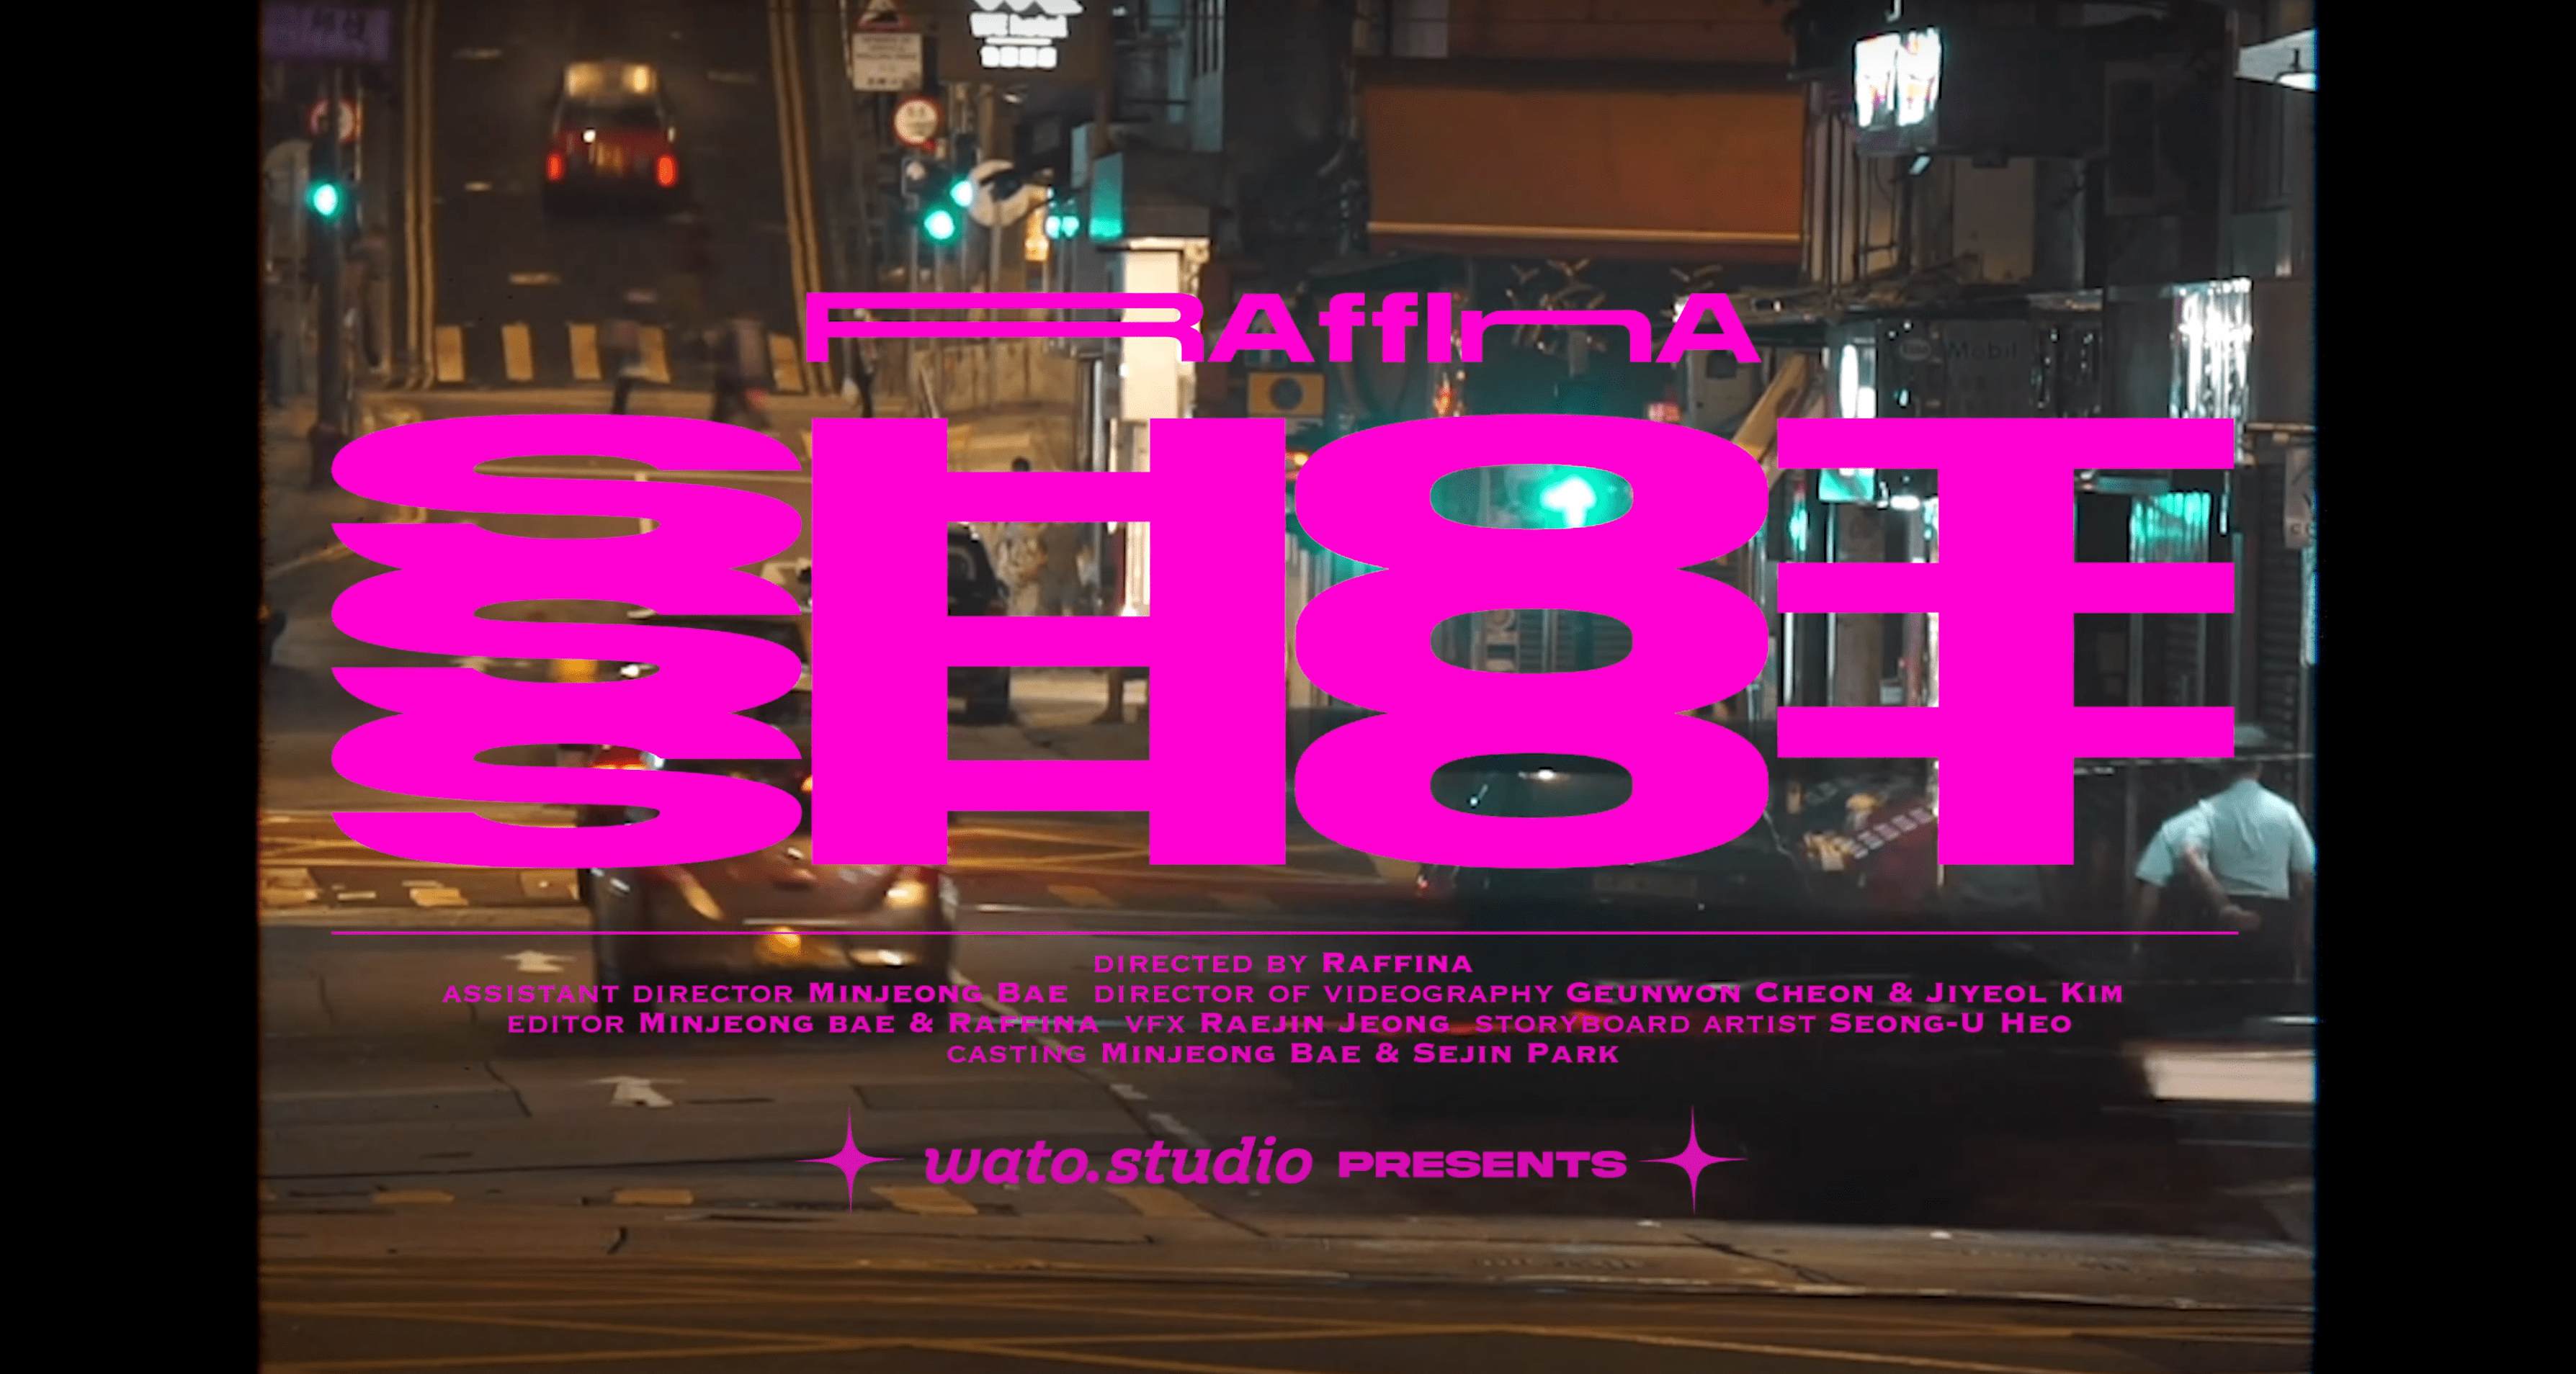 RAffInA
SHOT
DIRECTED BY RAFFINA
ASSISTANT DIRECTOR MINJEONG BAE DIRECTOR OF VIDEOGRAPHY GEUNWON CHEON & JIYEOL KIM
EDITOR MINJEONG BAE & RAFFINA VFX RAEJIN JEONG STORYBOARD ARTIST SEONG-U HEO
CASTING MINJEONG BAE & SEJIN PARK
wato.studio PRESENTS
Mobil